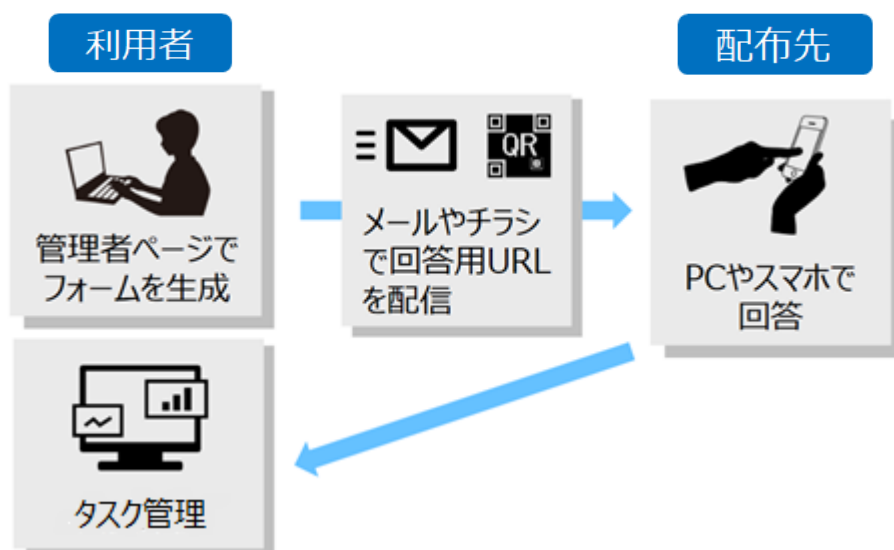 利用者
配布先
管理者ページで
フォームを生成
QR
メールやチラシ
で回答用URL
を配信
PCやスマホで
回答
タスク管理